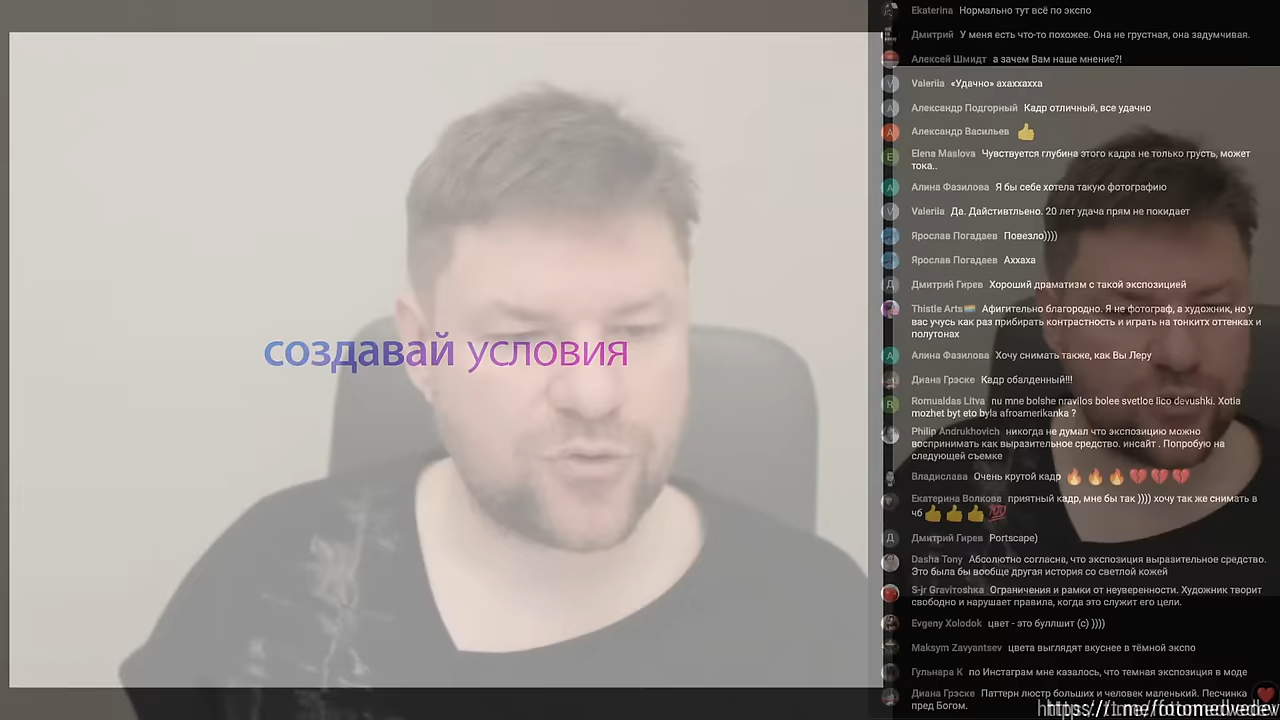 создавай условия
Ekaterina Нормально тут всё по экспо
Дмитрий У меня есть что-то похожее. Она не грустная, она задумчивая.
Алексей Шмидт а зачем Вам наше мнение?!
Valeriia «Удачно» ахаххахха
Александр Подгорный Кадр отличный, все удачно
Александр Васильев 👍
Elena Maslova Чувствуется глубина этого кадра не только грусть, может
тока..
Алина Фазилова Я бы себе хотела такую фотографию
Valeriia Да. Дайстивтльено. 20 лет удача прям не покидает
Ярослав Погадаев Повезло))))
Ярослав Погадаев Аххаха
Дмитрий Гирев Хороший драматизм с такой экспозицией
Thistle Arts Афигительно благородно. Я не фотограф, а художник, но у
вас учусь как раз прибирать контрастность и играть на тонкитх оттенках и
полутонах
Алина Фазилова Хочу снимать также, как Вы Леру
Диана Грэске Кадр обалденный!!!
Romualdas Litva nu mne bolshe nravilos bolee svetloe lico devushki. Xotia
mozhet byt eto byla afroamerikanka ?
Philip Andrukhovich никогда не думал что экспозицию можно
воспринимать как выразительное средство. инсайт . Попробую на
следующей съемке
Владислава Очень крутой кадр 🔥🔥🔥💔💔💔
Екатерина Волкова приятный кадр, мне бы так )))) хочу так же снимать в
чб 👍👍👍💯
Дмитрий Гирев Portscape)
Dasha Tony Абсолютно согласна, что экспозиция выразительное средство.
Это была бы вообще другая история со светлой кожей
S-jr Gravitoshka Ограничения и рамки от неуверенности. Художник творит
свободно и нарушает правила, когда это служит его цели.
Evgeny Xolodok цвет - это буллшит (с) ))))
Maksym Zavyantsev цвета выглядят вкуснее в тёмной экспо
Гульнара К по Инстаграм мне казалось, что темная экспозиция в моде
Диана Грэске Паттерн люстр больших и человек маленький. Песчинка
пред Богом.
https://t.me/fotomedvedev